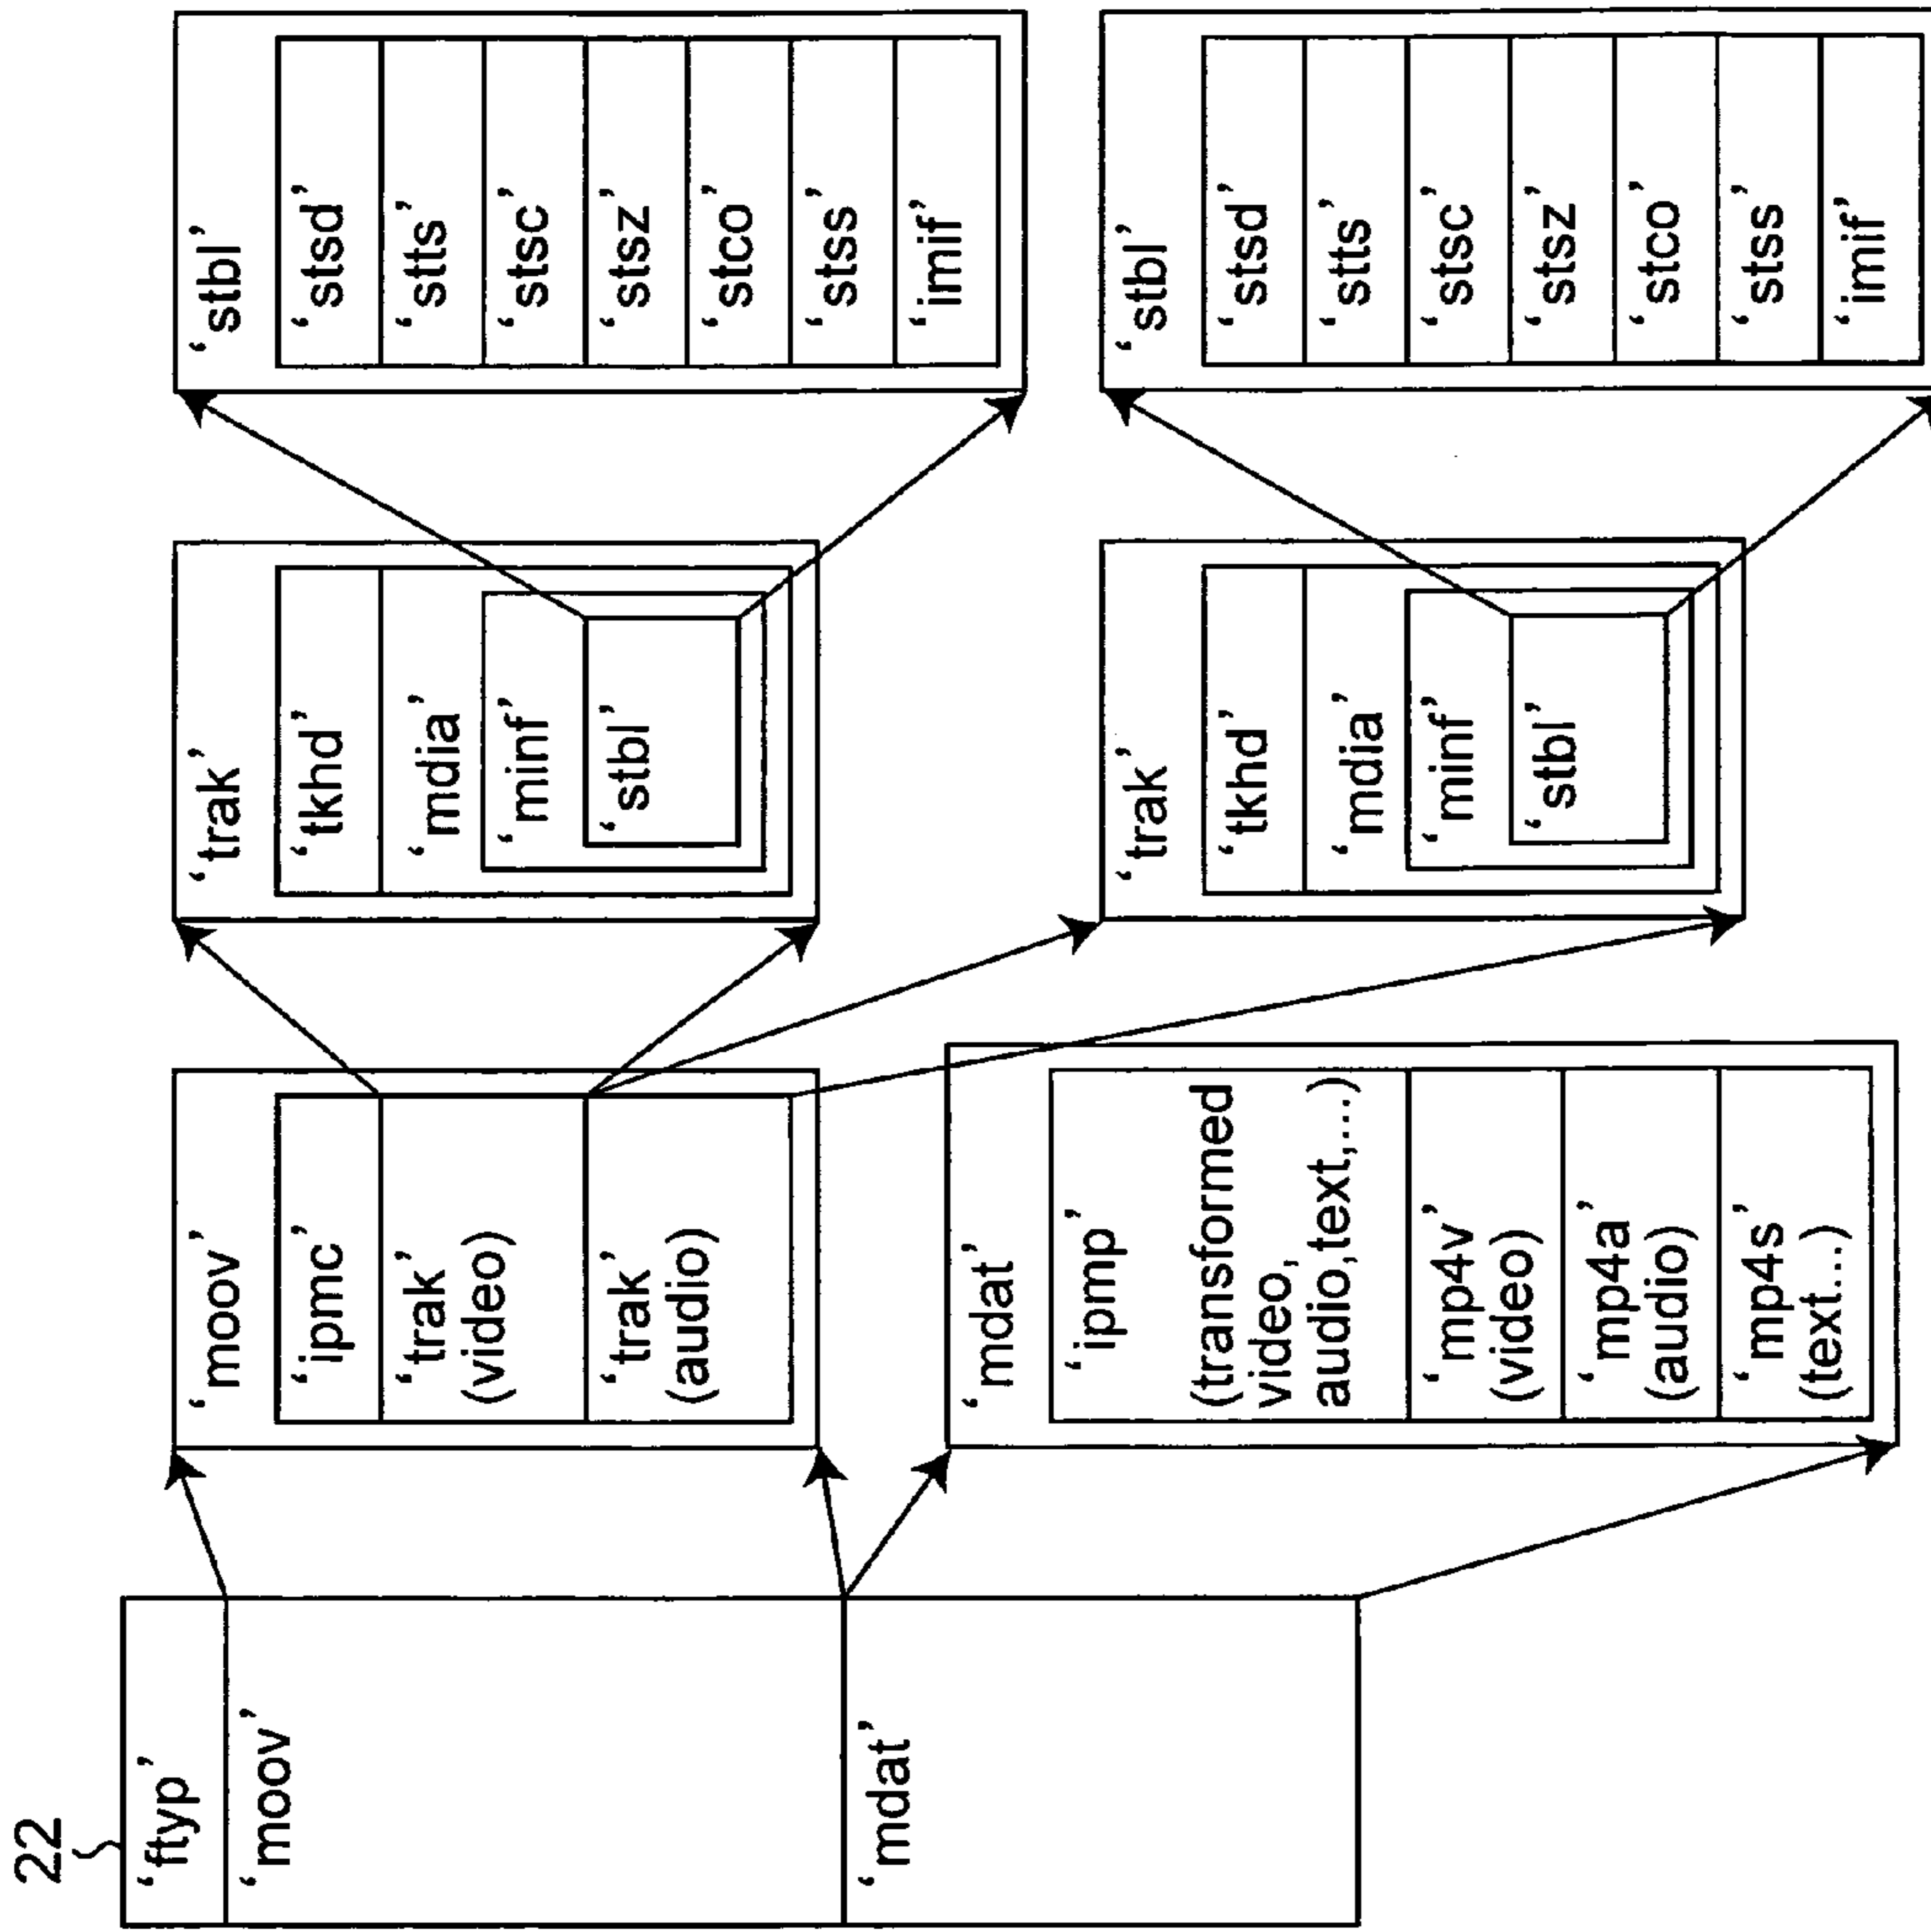 22
‘ftyp’
‘moov’
‘mdat’
‘moov’
‘ipmc’
‘trak’
(video)
‘trak’
(audio)
‘mdat’
‘ipmp’
(transformed
video,
audio,text,...)
‘mp4v’
(video)
‘mp4a’
(audio)
‘mp4s’
(text...)
‘trak’
‘tkhd’
‘mdia’
‘minf’
‘stbl’
‘trak’
‘tkhd’
‘mdia’
‘minf’
‘stbl’
‘stbl’
‘stsd’
‘stts’
‘stsc’
‘stsz’
‘stco’
‘stss’
‘imif’
‘stbl’
‘stsd’
‘stts’
‘stsc’
‘stsz’
‘stco’
‘stss’
‘imif’